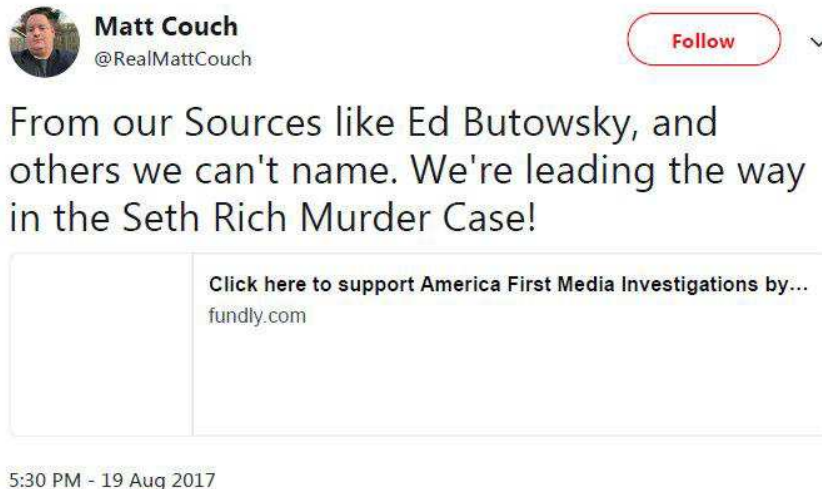 Matt Couch
@RealMattCouch
Follow
From our Sources like Ed Butowsky, and
others we can't name. We're leading the way
in the Seth Rich Murder Case!
Click here to support America First Media Investigations by...
fundly.com
5:30 PM - 19 Aug 2017